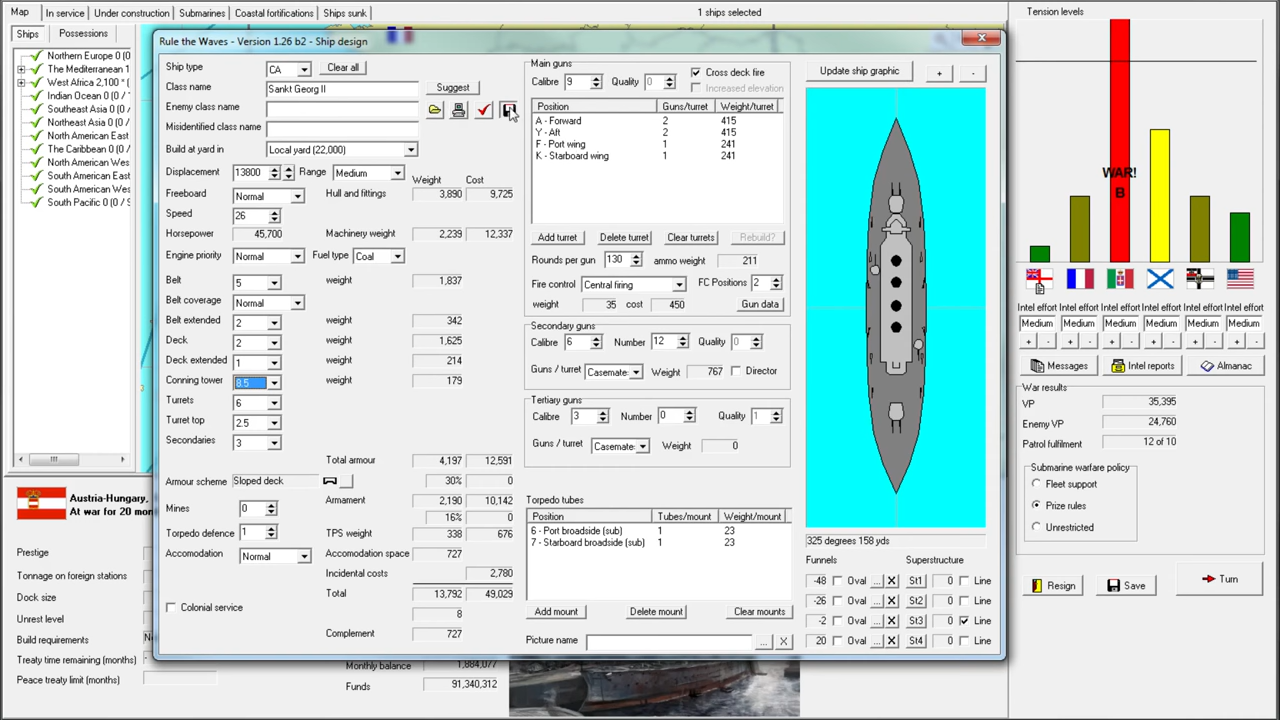 Map
In service
Under construction
Submarines
Coastal fortifications
Ships sunk
1 ships selected
Ships
Possessions
Northern Europe 0 (0 /
The Mediterranean 1
West Africa 2,100 * (
Indian Ocean 0 (0 /
Southeast Asia 0 (0
Northeast Asia 0 (0
North American East
The Caribbean 0 (0
North American Wes
South American East
South American Wes
South Pacific 0 (0 / S
Rule the Waves - Version 1.26 b2 - Ship design
Ship type CA Clear all
Class name Sankt Georg II Suggest
Enemy class name
Misidentified class name
Build at yard in Local yard (22,000)
Displacement 13800 Range Medium Weight Cost
Freeboard Normal Hull and fittings 3,890 9,725
Speed 26
Horsepower 45,700 Machinery weight 2,239 12,337
Engine priority Normal Fuel type Coal
Belt 5 weight 1,837
Belt coverage Normal
Belt extended 2 weight 342
Deck 2 weight 1,625
Deck extended 1 weight 214
Conning tower 8.5 weight 179
Turrets 6
Turret top 2.5
Secondaries 3
Total armour 4,197 12,591
Armour scheme Sloped deck 30% 0
Armament 2,190 10,142
Mines 0 16% 0
Torpedo defence 1 TPS weight 338 676
Accomodation Normal Accomodation space 727
Incidental costs 2,780
Total 13,792 49,029
Colonial service 8
Complement 727
Main guns
Calibre 9 Quality 0 Cross deck fire
Increased elevation
Position Guns/turret Weight/turret
A - Forward 2 415
Y - Aft 2 415
F - Port wing 1 241
K - Starboard wing 1 241
Add turret Delete turret Clear turrets Rebuild?
Rounds per gun 130 ammo weight 211
Fire control Central firing FC Positions 2
weight 35 cost 450 Gun data
Secondary guns
Calibre 6 Number 12 Quality 0
Guns / turret Casemate: Weight 767 Director
Tertiary guns
Calibre 3 Number 0 Quality 1
Guns / turret Casemate: Weight 0
Torpedo tubes
Position Tubes/mount Weight/mount
6 - Port broadside (sub) 1 23
7 - Starboard broadside (sub) 1 23
Add mount Delete mount Clear mounts
Picture name ... X
Update ship graphic + -
325 degrees 158 yds
Funnels Superstructure
-48 Oval ... X St1 0 Line
-26 Oval ... X St2 0 Line
-2 Oval ... X St3 0 Line
20 Oval ... X St4 0 Line
Tension levels
WAR!
B
Intel effort Intel effort Intel effort Intel effort Intel effort Intel effort
Medium Medium Medium Medium Medium Medium
+ - + - + - + - + - + -
Messages Intel reports Almanac
War results
VP 35,395
Enemy VP 24,760
Patrol fulfilment 12 of 10
Submarine warfare policy
Fleet support
Prize rules
Unrestricted
Resign Save Turn
Austria-Hungary,
At war for 20 mon
Prestige
Tonnage on foreign stations
Dock size
Unrest level
Build requirements
Treaty time remaining (months)
Peace treaty limit (months)
Monthly balance 1,884,077
Funds 91,340,312